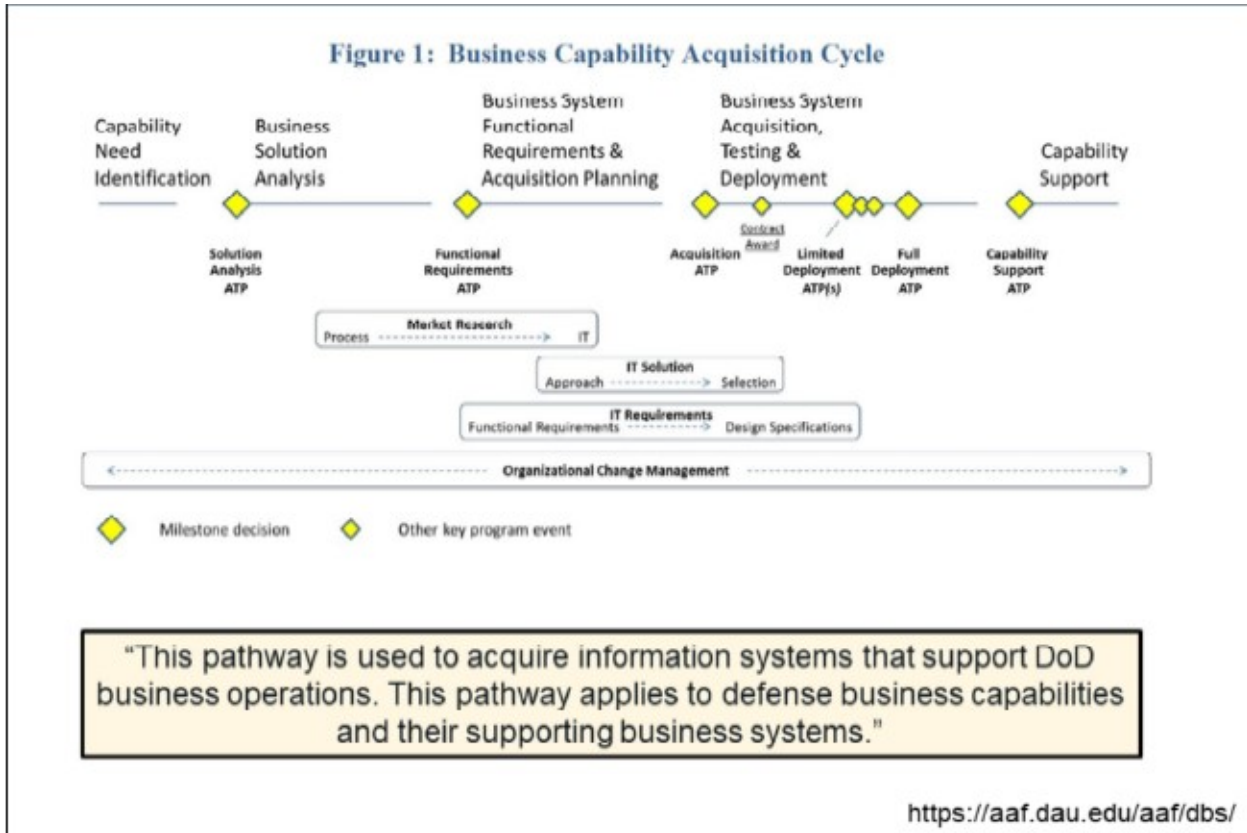 Figure 1: Business Capability Acquisition Cycle
Capability
Need
Identification
Business
Solution
Analysis
Business System
Functional
Requirements &
Acquisition Planning
Business System
Acquisition,
Testing &
Deployment
Capability
Support
Solution
Analysis
ATP
Functional
Requirements
ATP
Acquisition
ATP
Contract
Award
Limited
Deployment
ATP(s)
Full
Deployment
ATP
Capability
Support
ATP
Market Research
Process IT
IT Solution
Approach Selection
IT Requirements
Functional Requirements Design Specifications
Organizational Change Management
Milestone decision Other key program event
“This pathway is used to acquire information systems that support DoD
business operations. This pathway applies to defense business capabilities
and their supporting business systems.”
https://aaf.dau.edu/aaf/dbs/